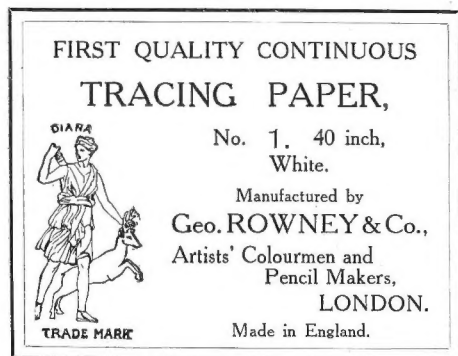 FIRST QUALITY CONTINUOUS
TRACING PAPER,
DIANA
No. 1. 40 inch,
White.
Manufactured by
Geo. ROWNEY & Co.,
Artists' Colourmen and
Pencil Makers,
LONDON.
TRADE MARK
Made in England.